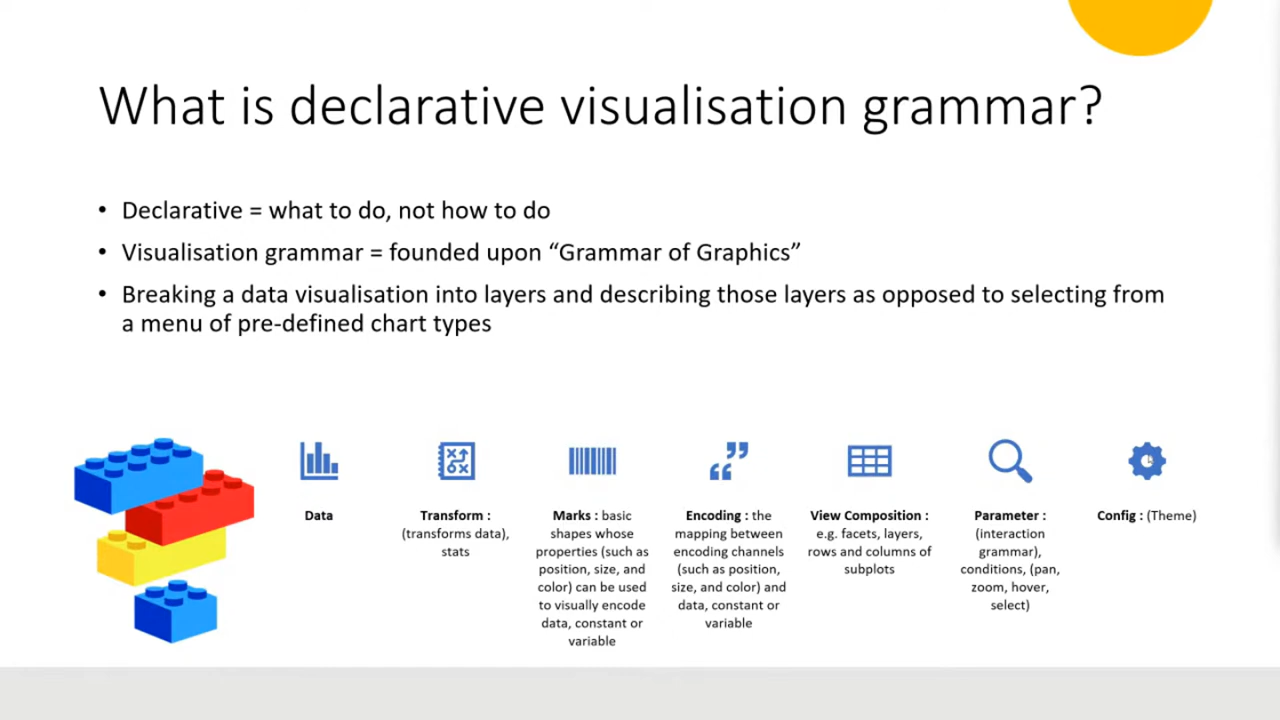 What is declarative visualisation grammar?
• Declarative = what to do, not how to do
• Visualisation grammar = founded upon “Grammar of Graphics”
• Breaking a data visualisation into layers and describing those layers as opposed to selecting from
a menu of pre-defined chart types
Data
Transform :
(transforms data),
stats
Marks : basic
shapes whose
properties (such as
position, size, and
color) can be used
to visually encode
data, constant or
variable
Encoding : the
mapping between
encoding channels
(such as position,
size, and color) and
data, constant or
variable
View Composition :
e.g. facets, layers,
rows and columns of
subplots
Parameter :
(interaction
grammar),
conditions, (pan,
zoom, hover,
select)
Config : (Theme)